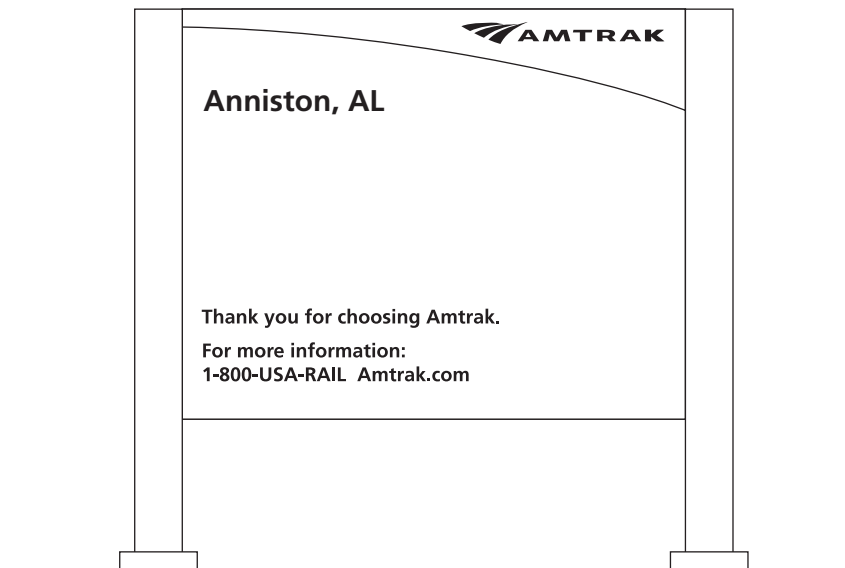 AMTRAK
Anniston, AL
Thank you for choosing Amtrak.
For more information:
1-800-USA-RAIL Amtrak.com